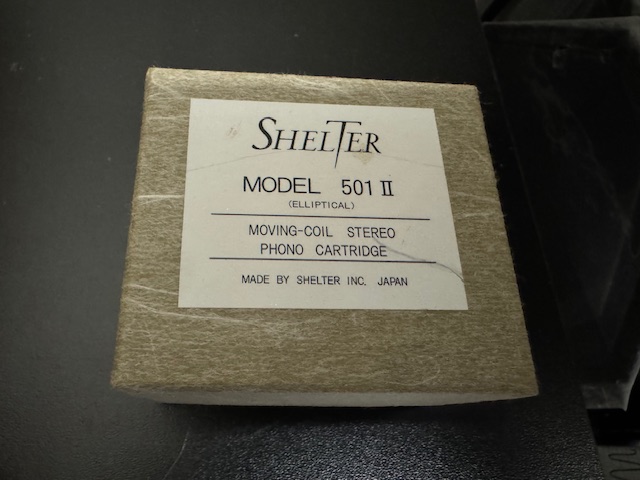 SHELTER
MODEL 501 II
(ELLIPTICAL)
MOVING-COIL STEREO
PHONO CARTRIDGE
MADE BY SHELTER INC. JAPAN